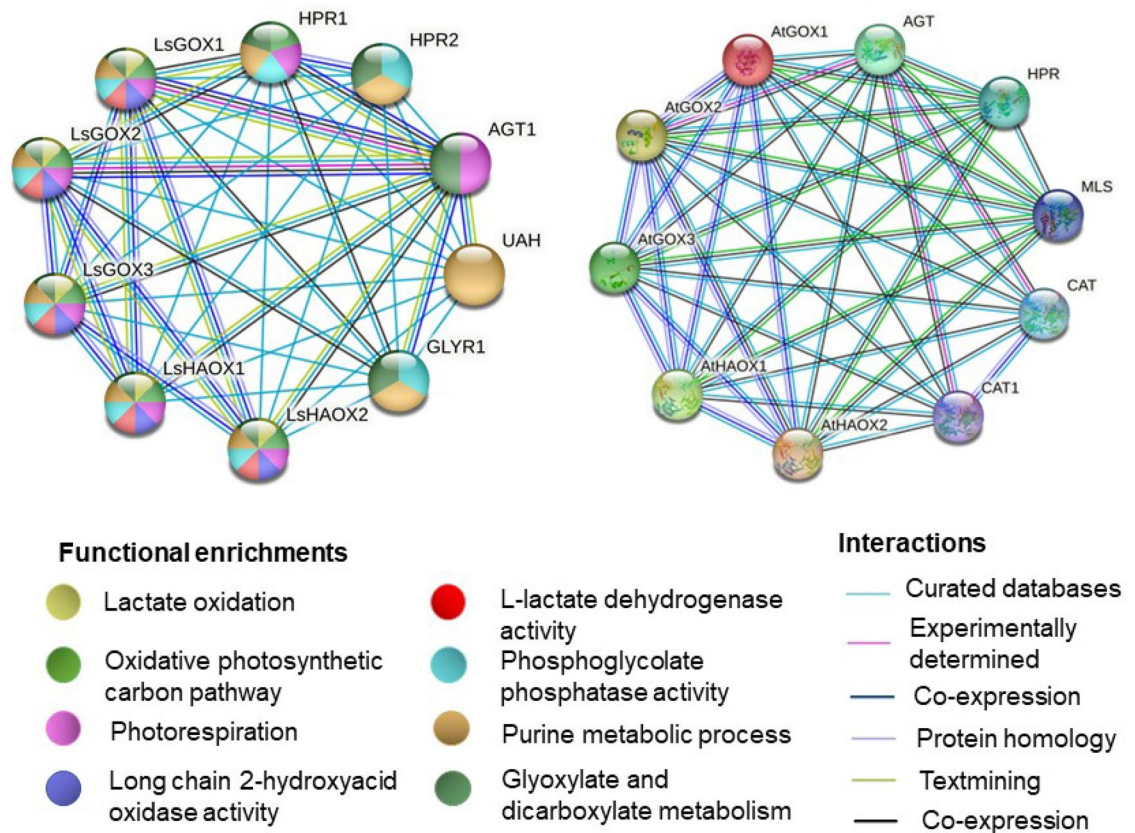 HPR1
LsGOX1
HPR2
LsGOX2
AGT1
UAH
LsGOX3
GLYR1
LsHAOX1
LsHAOX2
AtGOX1
AGT
HPR
AtGOX2
MLS
AtGOX3
CAT
AtHAOX1
CAT1
AtHAOX2
Functional enrichments
Lactate oxidation
Oxidative photosynthetic
carbon pathway
Photorespiration
Long chain 2-hydroxyacid
oxidase activity
L-lactate dehydrogenase
activity
Phosphoglycolate
phosphatase activity
Purine metabolic process
Glyoxylate and
dicarboxylate metabolism
Interactions
Curated databases
Experimentally
determined
Co-expression
Protein homology
Textmining
Co-expression